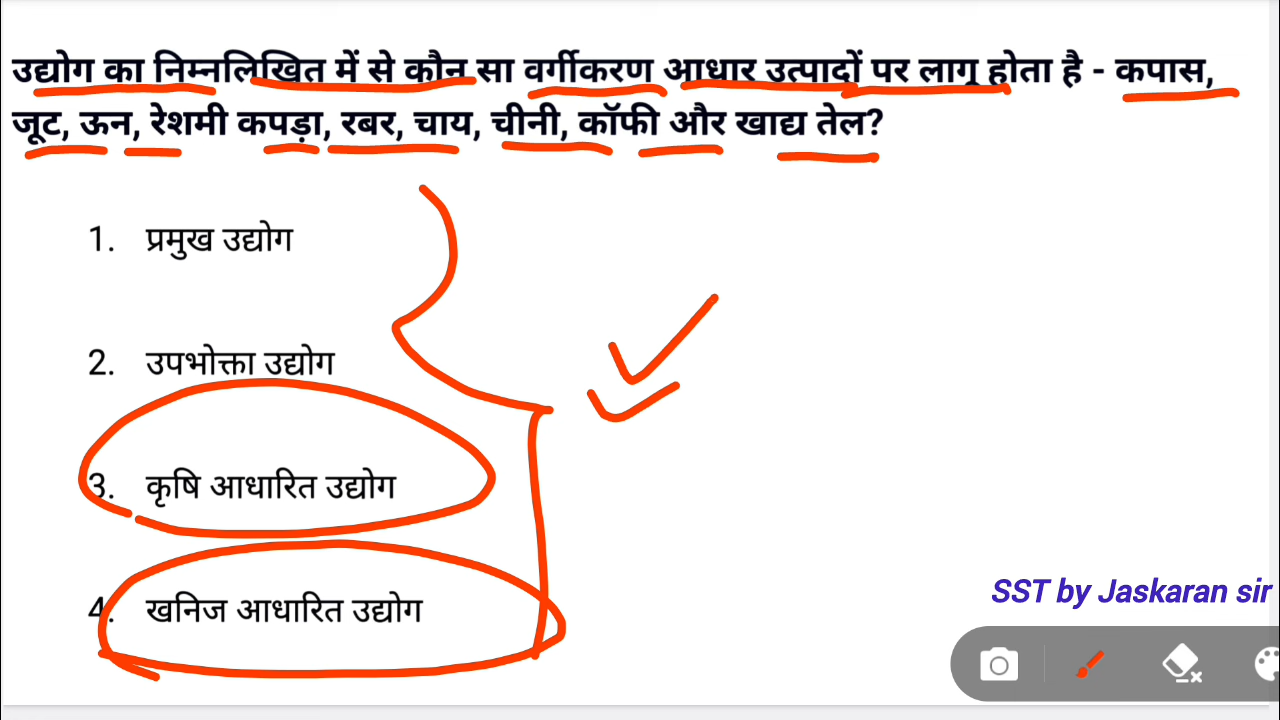 उद्योग का निम्नलिखित में से कौन सा वर्गीकरण आधार उत्पादों पर लागू होता है - कपास,
जूट, ऊन, रेशमी कपड़ा, रबर, चाय, चीनी, कॉफी और खाद्य तेल?
1. प्रमुख उद्योग
2. उपभोक्ता उद्योग
3. कृषि आधारित उद्योग
4. खनिज आधारित उद्योग
SST by Jaskaran sir